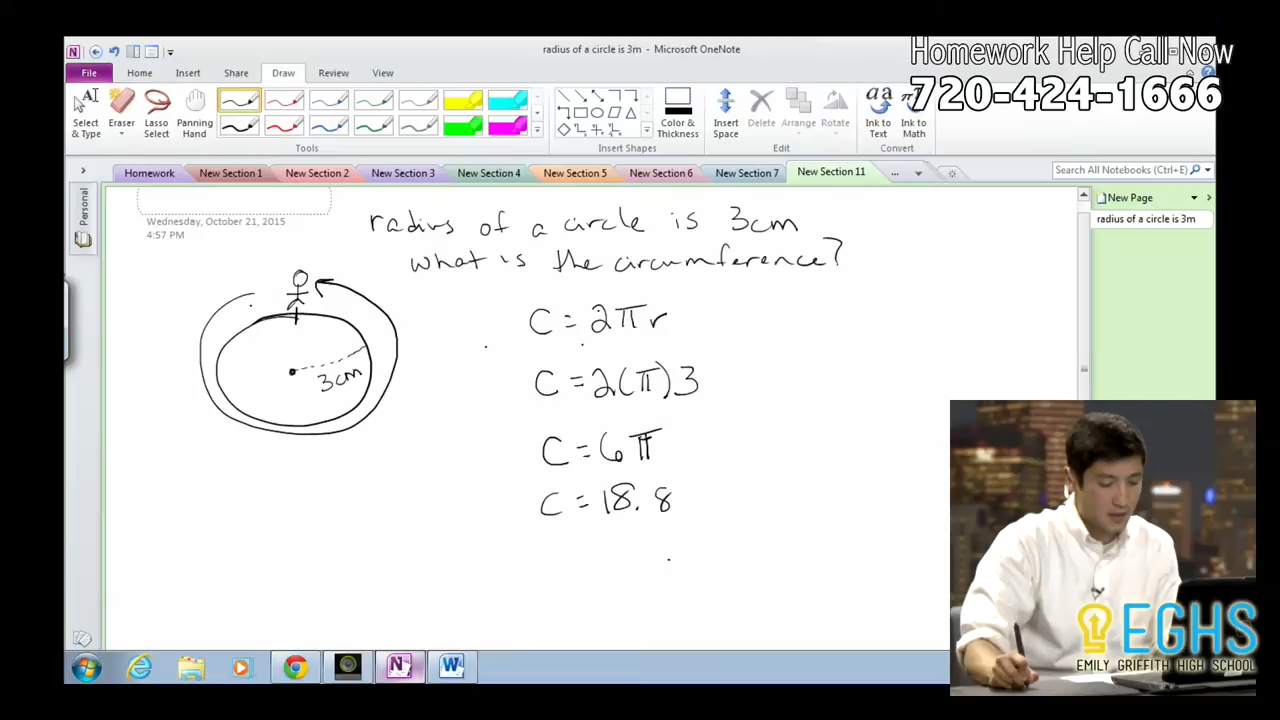 radius of a circle is 3m - Microsoft OneNote
Homework Help Call-Now
720-424-1666
File Home Insert Share Draw Review View
Select & Type
Eraser
Lasso Select
Panning Hand
Color & Thickness
Insert Space
Delete
Arrange
Rotate
Ink to Text
Ink to Math
Tools
Insert Shapes
Edit
Convert
Homework New Section 1 New Section 2 New Section 3 New Section 4 New Section 5 New Section 6 New Section 7 New Section 11 ...
Search All Notebooks (Ctrl+E)
Personal
New Page
radius of a circle is 3m
Wednesday, October 21, 2015
4:57 PM
radius of a circle is 3cm
what is the circumference?
3cm
C = 2πr
C = 2(π)3
C = 6π
C = 18.8
EGHS
EMILY GRIFFITH HIGH SCHOOL